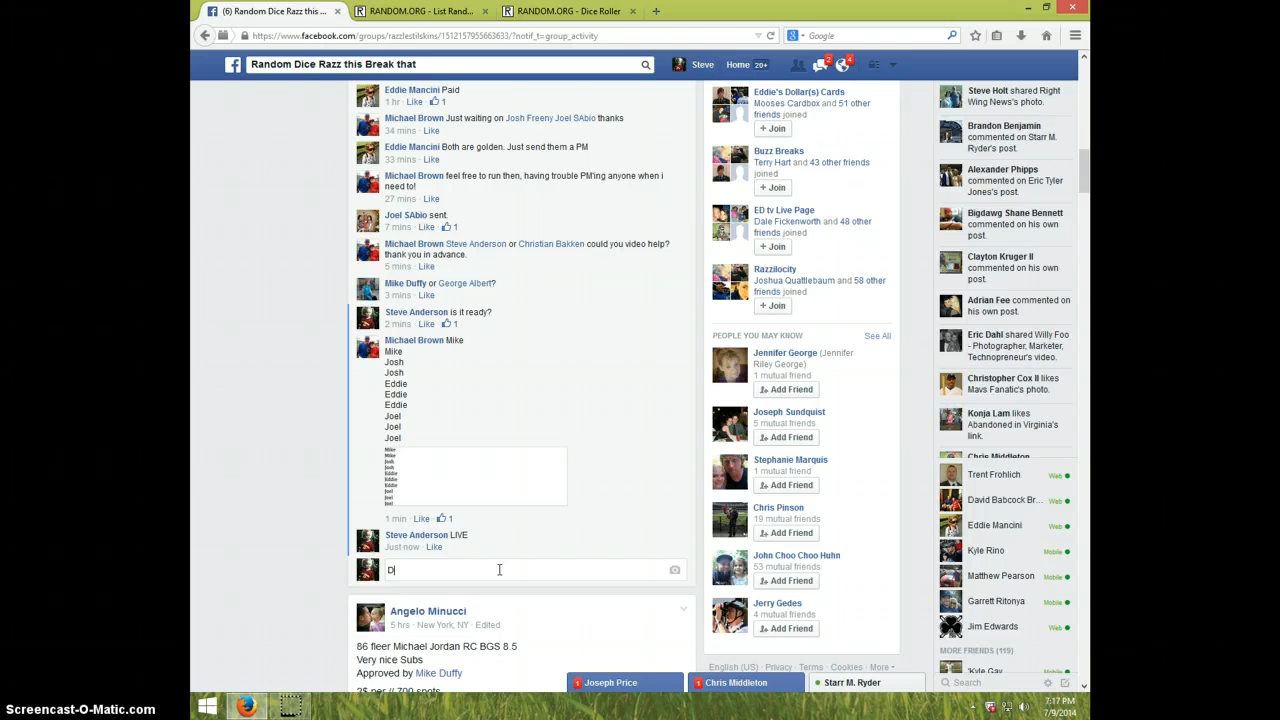 (6) Random Dice Razz this ...
RANDOM.ORG - List Rand...
RANDOM.ORG - Dice Roller
https://www.facebook.com/groups/razzlestilskins/1512157955663633/?notif_t=group_activity
Google
Random Dice Razz this Break that
Steve
Home 20+
2
4
Eddie Mancini Paid
1 hr · Like · 1
Michael Brown Just waiting on Josh Freeny Joel SAbio thanks
34 mins · Like
Eddie Mancini Both are golden. Just send them a PM
33 mins · Like
Michael Brown feel free to run then, having trouble PM'ing anyone when i
need to!
27 mins · Like
Joel SAbio sent.
7 mins · Like · 1
Michael Brown Steve Anderson or Christian Bakken could you video help?
thank you in advance.
5 mins · Like
Mike Duffy or George Albert?
3 mins · Like
Steve Anderson is it ready?
2 mins · Like · 1
Michael Brown Mike
Mike
Josh
Josh
Eddie
Eddie
Eddie
Joel
Joel
Joel
Mike
Mike
Josh
Josh
Eddie
Eddie
Eddie
Joel
Joel
Joel
1 min · Like · 1
Steve Anderson LIVE
Just now · Like
D
Angelo Minucci
5 hrs · New York, NY · Edited
86 fleer Michael Jordan RC BGS 8.5
Very nice Subs
Approved by Mike Duffy
2$ per // 700 spots
Eddie's Dollar(s) Cards
Mooses Cardbox and 51 other
friends joined
+ Join
Buzz Breaks
Terry Hart and 43 other friends
joined
+ Join
ED tv Live Page
Dale Fickenworth and 48 other
friends joined
+ Join
Razzilocity
Joshua Quattlebaum and 58 other
friends joined
+ Join
PEOPLE YOU MAY KNOW
See All
Jennifer George (Jennifer
Riley George)
1 mutual friend
Add Friend
Joseph Sundquist
5 mutual friends
Add Friend
Stephanie Marquis
1 mutual friend
Add Friend
Chris Pinson
19 mutual friends
Add Friend
John Choo Choo Huhn
53 mutual friends
Add Friend
Jerry Gedes
4 mutual friends
Add Friend
English (US) · Privacy · Terms · Cookies · More
Steve Holt shared Right
Wing News's photo.
Brandon Benjamin
commented on Starr M.
Ryder's post.
Alexander Phipps
commented on Eric Tyler
Jones's post.
Bigdawg Shane Bennett
commented on his own
post.
Clayton Kruger II
commented on his own
post.
Adrian Fee commented on
his own post.
Eric Dahl shared Willy Foo
- Photographer, Marketer,
Technopreneur's video.
Christopher Cox II likes
Mavs Fanatic's photo.
Konja Lam likes
Abandoned in Virginia's
link.
Chris Middleton
Trent Frohlich Web
David Babcock Br... Web
Eddie Mancini Web
Kyle Rino Mobile
Matthew Pearson Mobile
Garrett Ritonya Mobile
Jim Edwards Web
MORE FRIENDS (119)
'Kyle Gay
Search
1 Joseph Price
1 Chris Middleton
Starr M. Ryder
7:17 PM
7/9/2014
Screencast-O-Matic.com